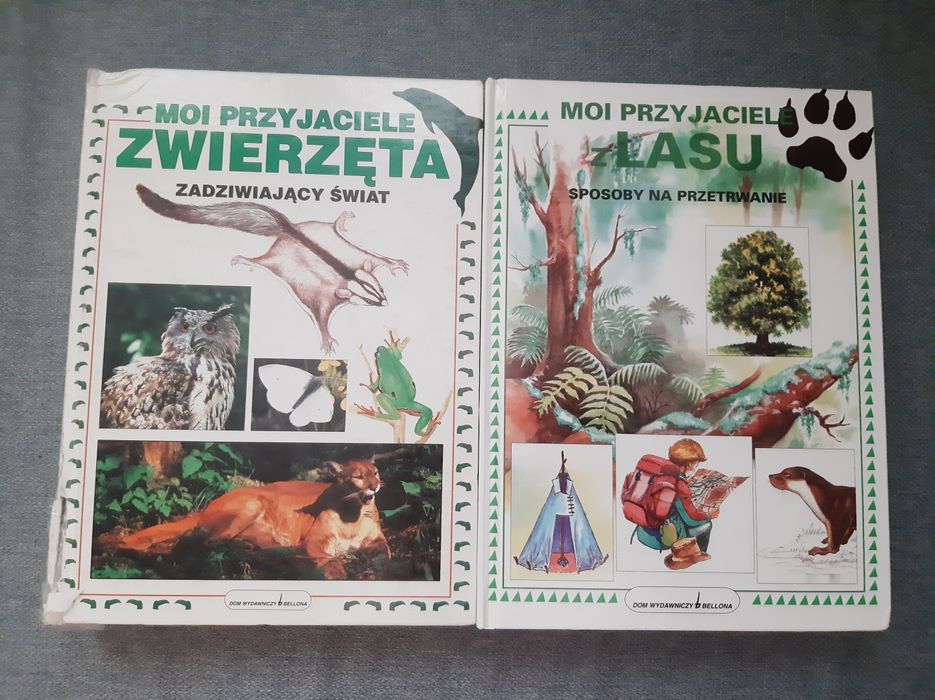 MOI PRZYJACIELE
ZWIERZĘTA
ZADZIWIAJĄCY ŚWIAT
DOM WYDAWNICZY BELLONA
MOI PRZYJACIELE
z LASU
SPOSOBY NA PRZETRWANIE
DOM WYDAWNICZY BELLONA